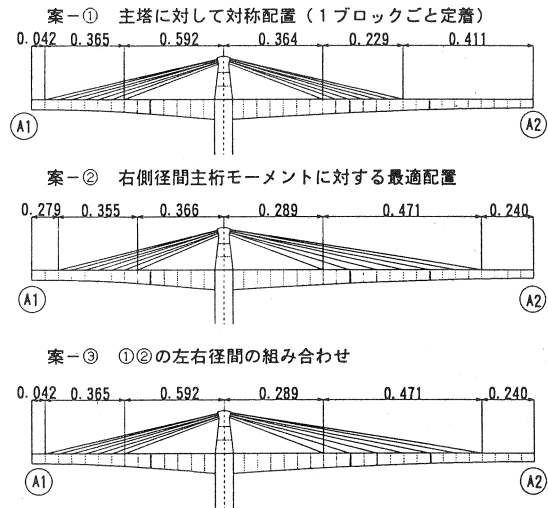 案－① 主塔に対して対称配置（1ブロックごと定着）
0.042 0.365 0.592 0.364 0.229 0.411
A1 A2
案－② 右側径間主桁モーメントに対する最適配置
0.279 0.355 0.366 0.289 0.471 0.240
A1 A2
案－③ ①②の左右径間の組み合わせ
0.042 0.365 0.592 0.289 0.471 0.240
A1 A2